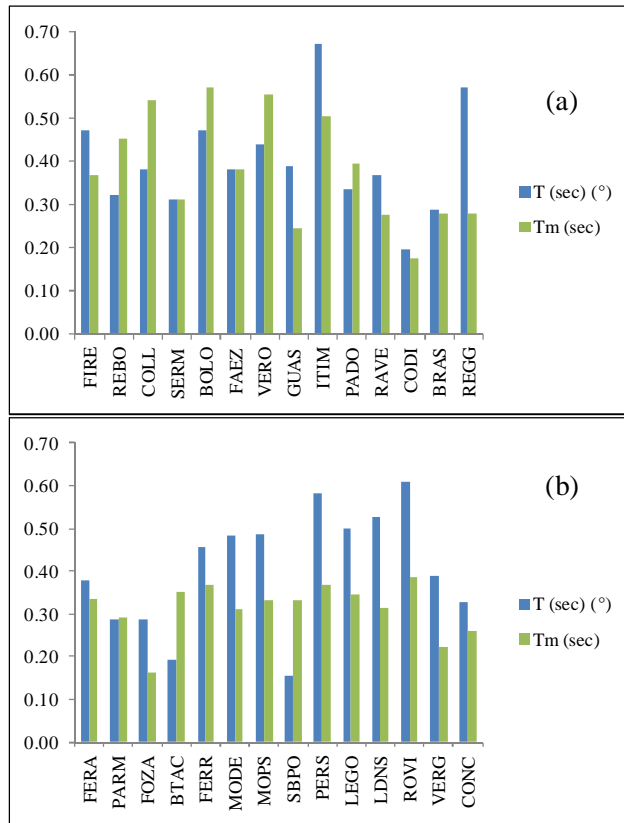 0.70
0.60
0.50
0.40
0.30
0.20
0.10
0.00
(a)
T (sec) (°)
Tm (sec)
FIRE
REBO
COLL
SERM
BOLO
FAEZ
VERO
GUAS
ITIM
PADO
RAVE
CODI
BRAS
REGG
0.70
0.60
0.50
0.40
0.30
0.20
0.10
0.00
(b)
T (sec) (°)
Tm (sec)
FERA
PARM
FOZA
BTAC
FERR
MODE
MOPS
SBPO
PERS
LEGO
LDNS
ROVI
VERG
CONC